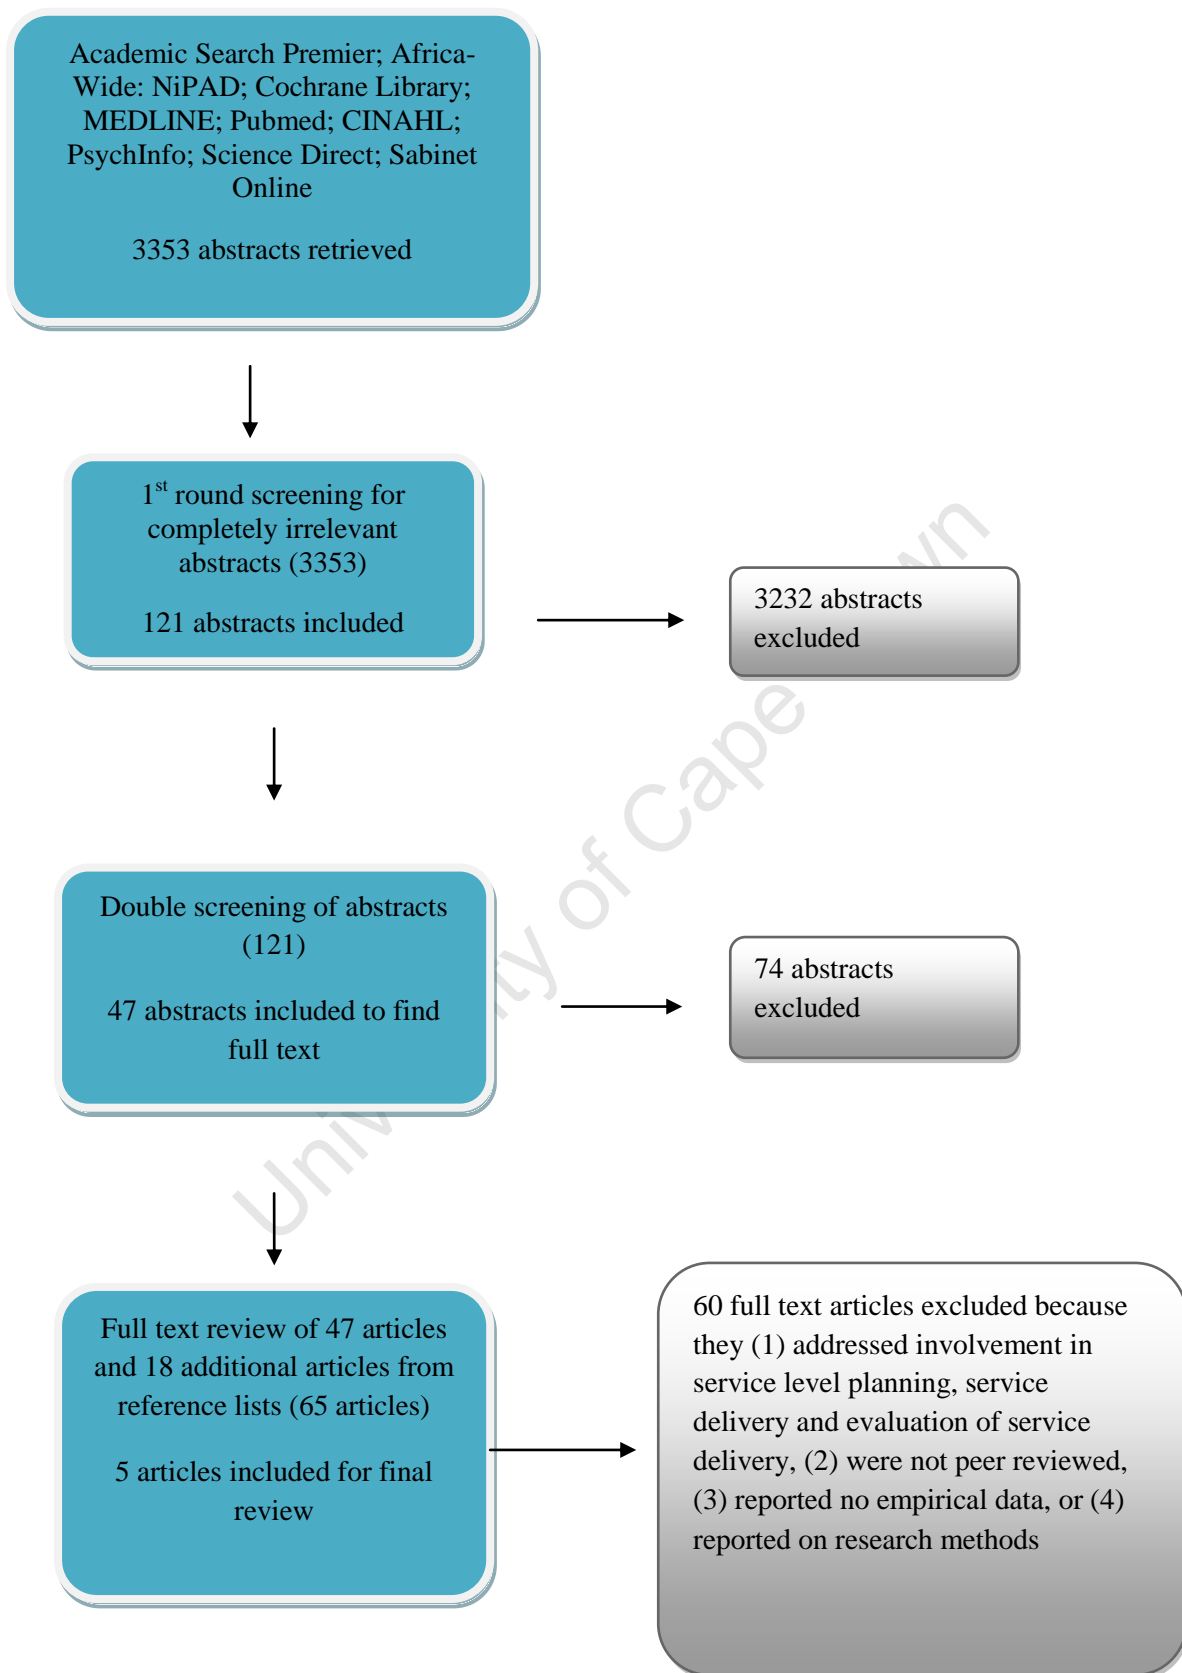 Academic Search Premier; Africa-
Wide: NiPAD; Cochrane Library;
MEDLINE; Pubmed; CINAHL;
PsychInfo; Science Direct; Sabinet
Online
3353 abstracts retrieved
1st round screening for
completely irrelevant
abstracts (3353)
121 abstracts included
3232 abstracts
excluded
Double screening of abstracts
(121)
47 abstracts included to find
full text
74 abstracts
excluded
Full text review of 47 articles
and 18 additional articles from
reference lists (65 articles)
5 articles included for final
review
60 full text articles excluded because
they (1) addressed involvement in
service level planning, service
delivery and evaluation of service
delivery, (2) were not peer reviewed,
(3) reported no empirical data, or (4)
reported on research methods
University of Cape Town